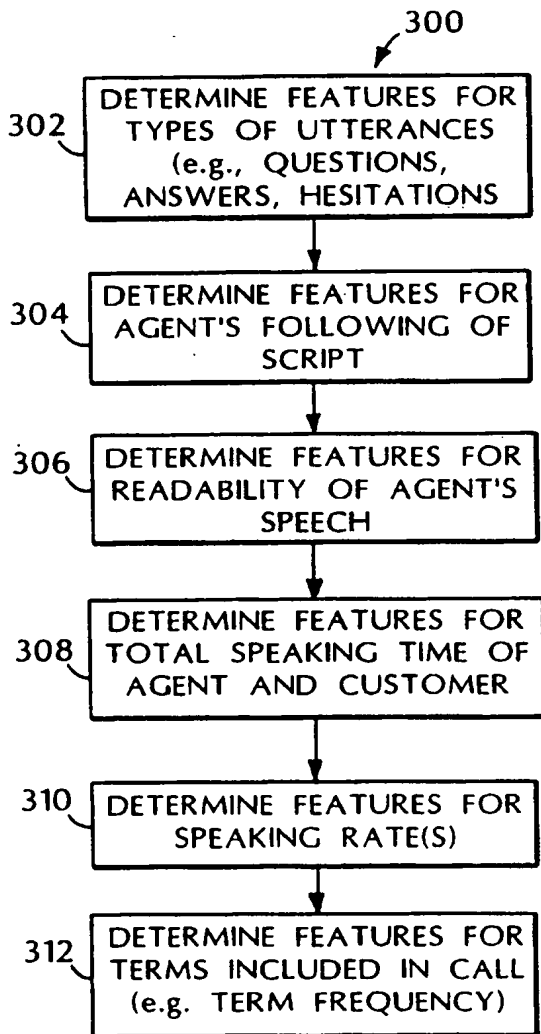 300
302
DETERMINE FEATURES FOR
TYPES OF UTTERANCES
(e.g., QUESTIONS,
ANSWERS, HESITATIONS
304
DETERMINE FEATURES FOR
AGENT'S FOLLOWING OF
SCRIPT
306
DETERMINE FEATURES FOR
READABILITY OF AGENT'S
SPEECH
308
DETERMINE FEATURES FOR
TOTAL SPEAKING TIME OF
AGENT AND CUSTOMER
310
DETERMINE FEATURES FOR
SPEAKING RATE(S)
312
DETERMINE FEATURES FOR
TERMS INCLUDED IN CALL
(e.g. TERM FREQUENCY)